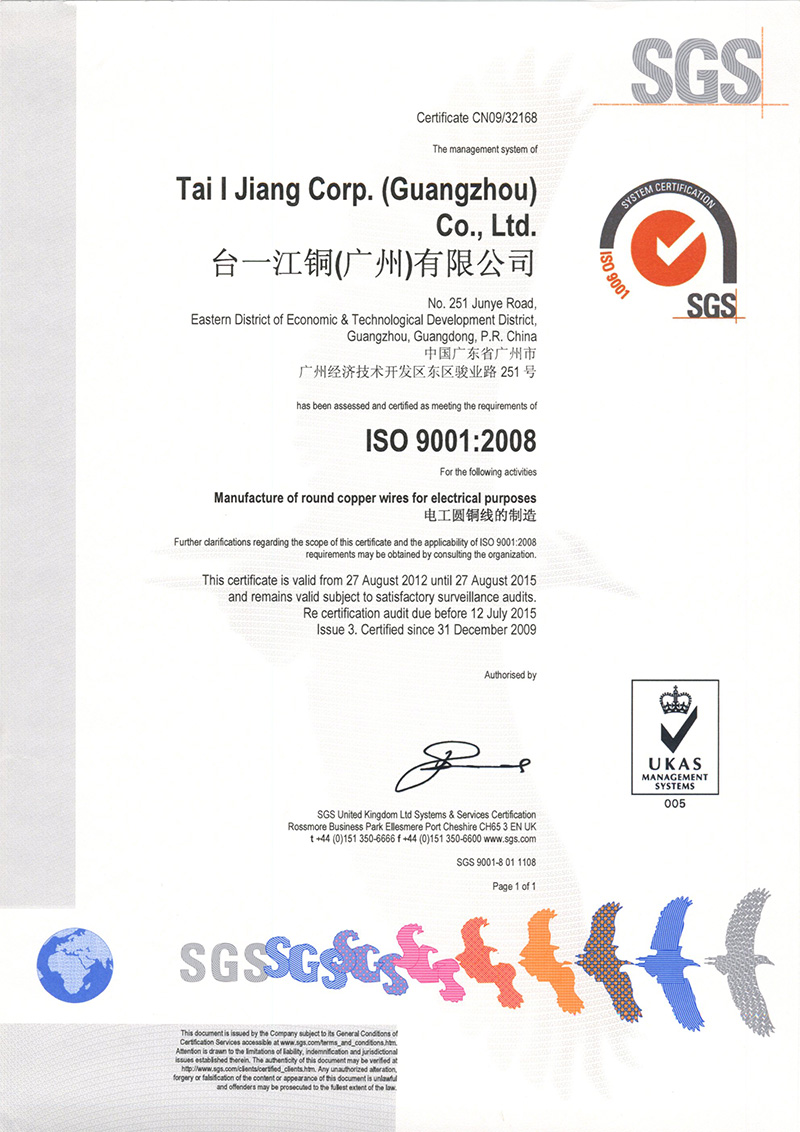 SGS
Certificate CN09/32168
The management system of
Tai I Jiang Corp. (Guangzhou)
Co., Ltd.
台一江铜(广州)有限公司
SYSTEM CERTIFICATION
ISO 9001
SGS
No. 251 Junye Road,
Eastern District of Economic & Technological Development District,
Guangzhou, Guangdong, P.R. China
中国广东省广州市
广州经济技术开发区东区骏业路 251 号
has been assessed and certified as meeting the requirements of
ISO 9001:2008
For the following activities
Manufacture of round copper wires for electrical purposes
电工圆铜线的制造
Further clarifications regarding the scope of this certificate and the applicability of ISO 9001:2008
requirements may be obtained by consulting the organization.
This certificate is valid from 27 August 2012 until 27 August 2015
and remains valid subject to satisfactory surveillance audits.
Re certification audit due before 12 July 2015
Issue 3. Certified since 31 December 2009
Authorised by
UKAS
MANAGEMENT
SYSTEMS
005
SGS United Kingdom Ltd Systems & Services Certification
Rossmore Business Park Ellesmere Port Cheshire CH65 3 EN UK
t +44 (0)151 350-6666 f +44 (0)151 350-6600 www.sgs.com
SGS 9001-8 01 1108
Page 1 of 1
SGS SGS SGS
This document is issued by the Company subject to its General Conditions of
Certification Services accessible at www.sgs.com/terms_and_conditions.htm.
Attention is drawn to the limitations of liability, indemnification and jurisdictional
issues established therein. The authenticity of this document may be verified at
http://www.sgs.com/clients/certified_clients.htm. Any unauthorized alteration,
forgery or falsification of the content or appearance of this document is unlawful
and offenders may be prosecuted to the fullest extent of the law.